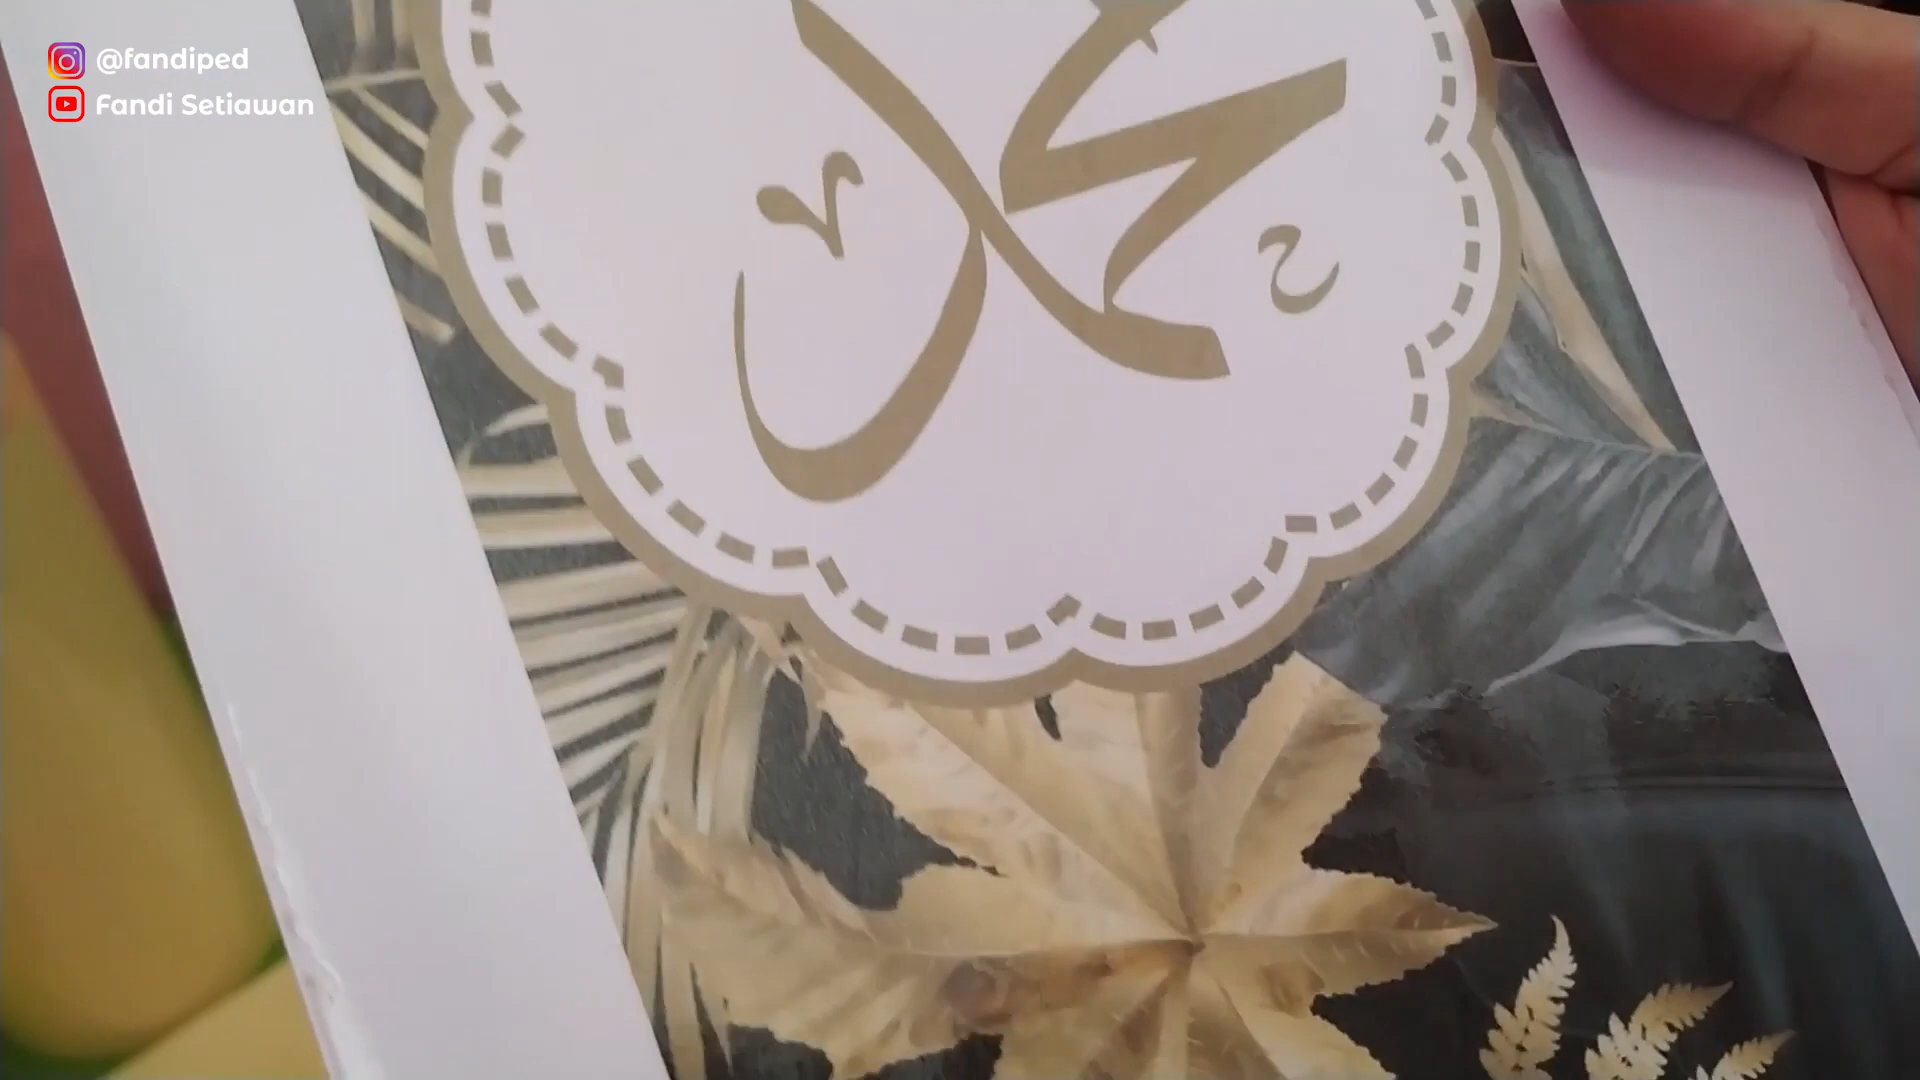 @fandiped
Fandi Setiawan
محمد